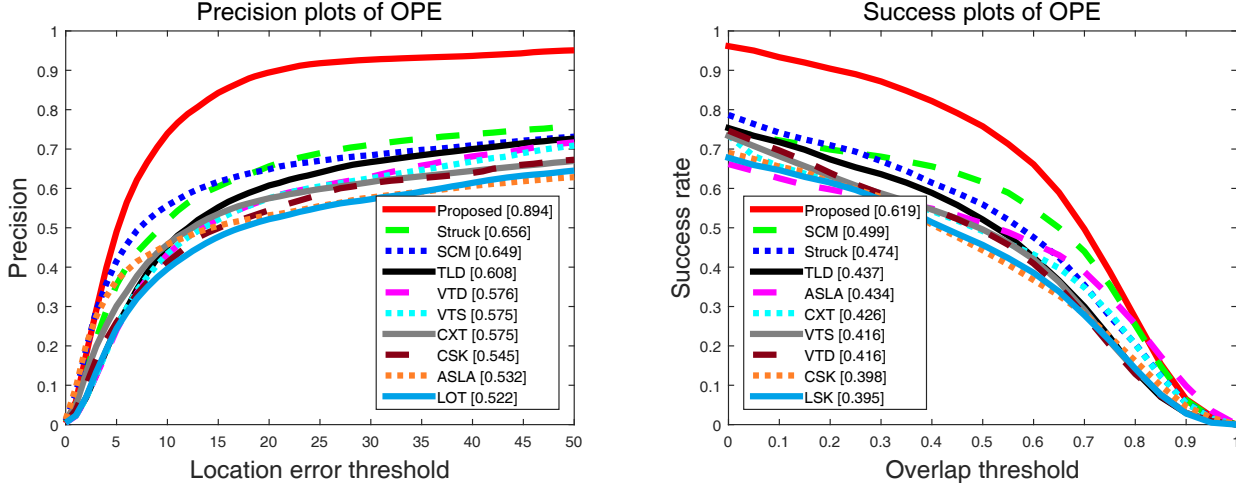 Precision plots of OPE
1
0.9
0.8
0.7
0.6
0.5
0.4
0.3
0.2
0.1
0
Precision
Proposed [0.894]
Struck [0.656]
SCM [0.649]
TLD [0.608]
VTD [0.576]
VTS [0.575]
CXT [0.575]
CSK [0.545]
ASLA [0.532]
LOT [0.522]
0 5 10 15 20 25 30 35 40 45 50
Location error threshold
Success plots of OPE
1
0.9
0.8
0.7
0.6
0.5
0.4
0.3
0.2
0.1
0
Success rate
Proposed [0.619]
SCM [0.499]
Struck [0.474]
TLD [0.437]
ASLA [0.434]
CXT [0.426]
VTS [0.416]
VTD [0.416]
CSK [0.398]
LSK [0.395]
0 0.1 0.2 0.3 0.4 0.5 0.6 0.7 0.8 0.9 1
Overlap threshold